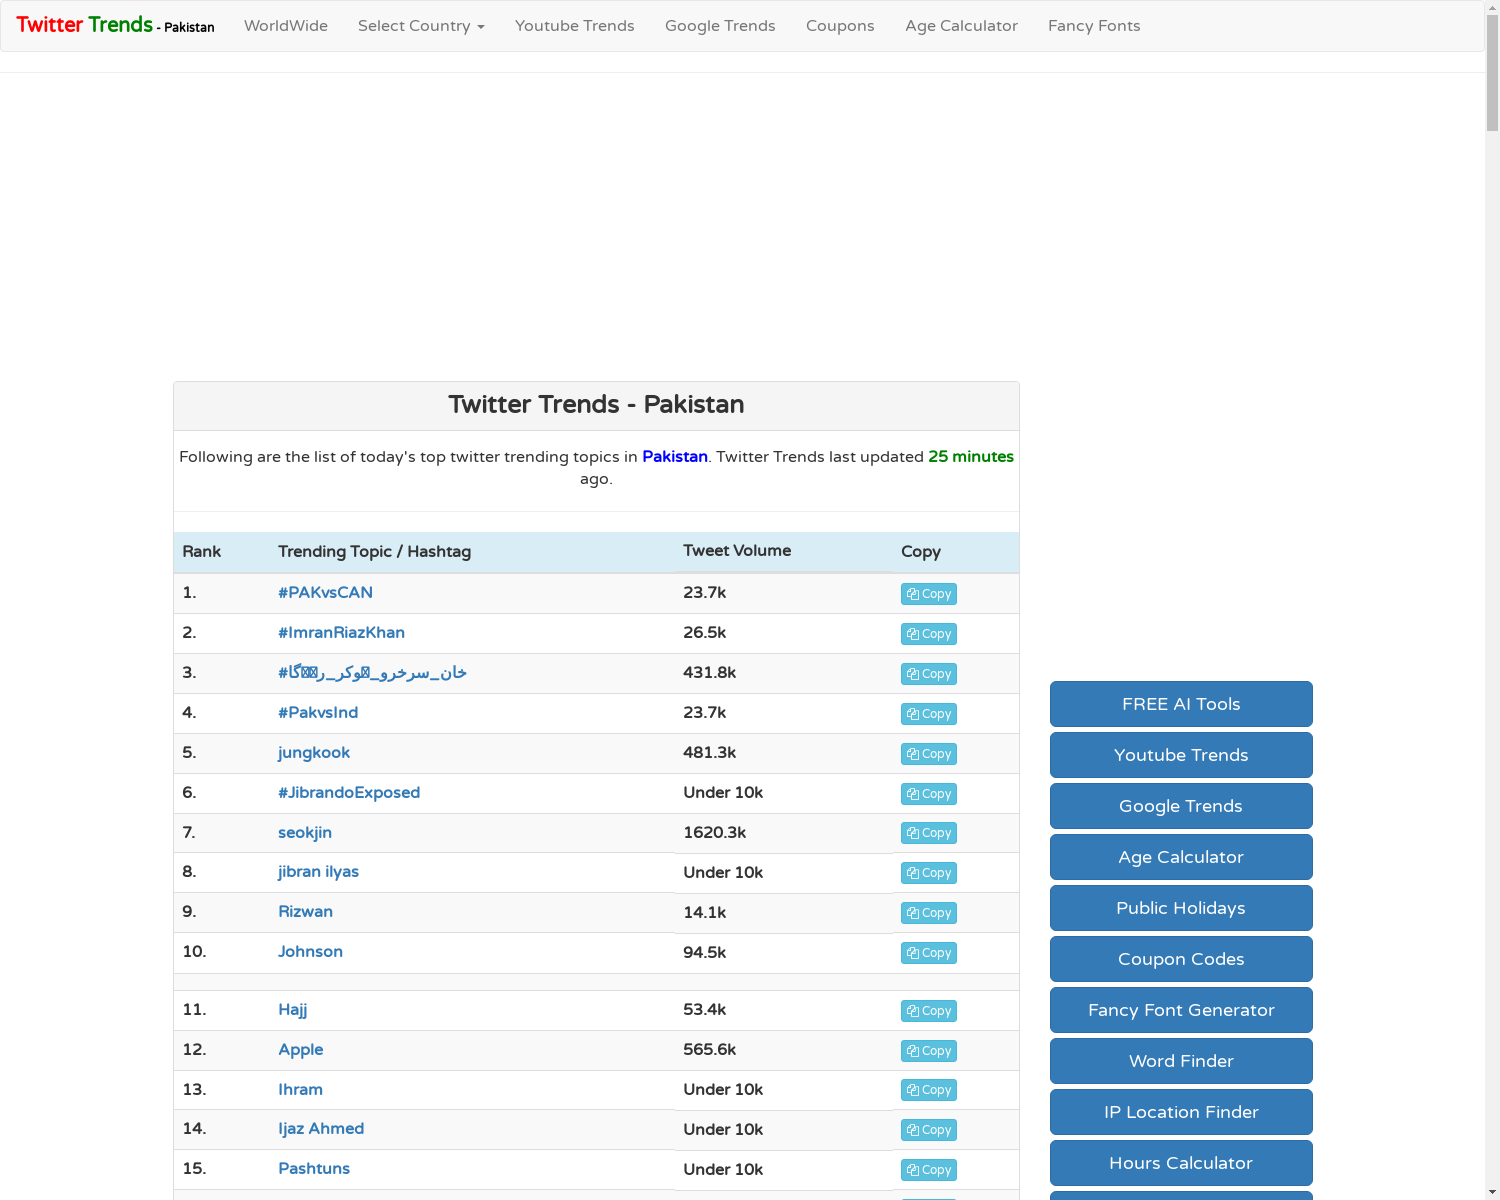 Twitter Trends - Pakistan
WorldWide
Select Country
Youtube Trends
Google Trends
Coupons
Age Calculator
Fancy Fonts
Twitter Trends - Pakistan
Following are the list of today's top twitter trending topics in Pakistan. Twitter Trends last updated 25 minutes
ago.
Rank Trending Topic / Hashtag Tweet Volume Copy
1. #PAKvsCAN 23.7k Copy
2. #ImranRiazKhan 26.5k Copy
3. 431.8k Copy
4. #PakvsInd 23.7k Copy
5. jungkook 481.3k Copy
6. #JibrandoExposed Under 10k Copy
7. seokjin 1620.3k Copy
8. jibran ilyas Under 10k Copy
9. Rizwan 14.1k Copy
10. Johnson 94.5k Copy
11. Hajj 53.4k Copy
12. Apple 565.6k Copy
13. Ihram Under 10k Copy
14. Ijaz Ahmed Under 10k Copy
15. Pashtuns Under 10k Copy
FREE AI Tools
Youtube Trends
Google Trends
Age Calculator
Public Holidays
Coupon Codes
Fancy Font Generator
Word Finder
IP Location Finder
Hours Calculator